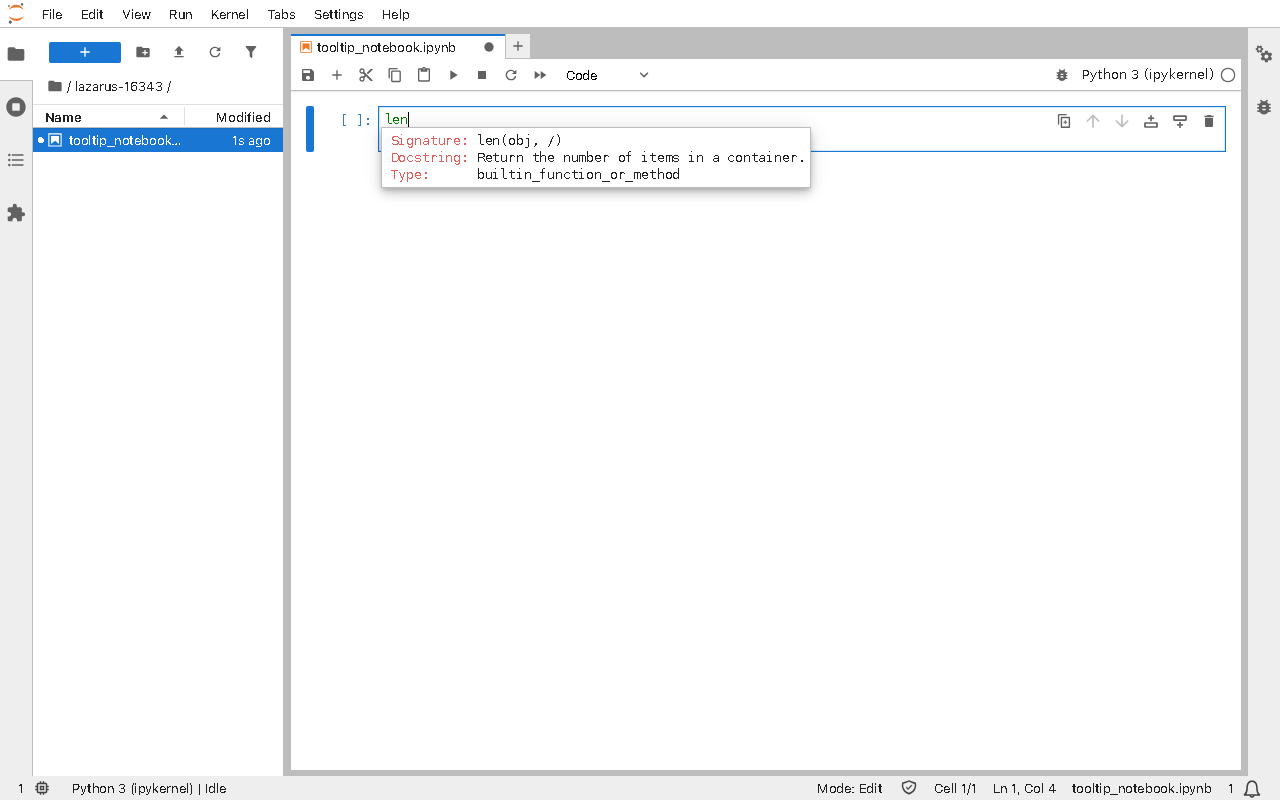 File Edit View Run Kernel Tabs Settings Help
/ lazarus-16343 /
Name Modified
tooltip_notebook... 1s ago
tooltip_notebook.ipynb
Code
Python 3 (ipykernel)
[ ]: len
Signature: len(obj, /)
Docstring: Return the number of items in a container.
Type: builtin_function_or_method
1 Python 3 (ipykernel) | Idle
Mode: Edit Cell 1/1 Ln 1, Col 4 tooltip_notebook.ipynb 1